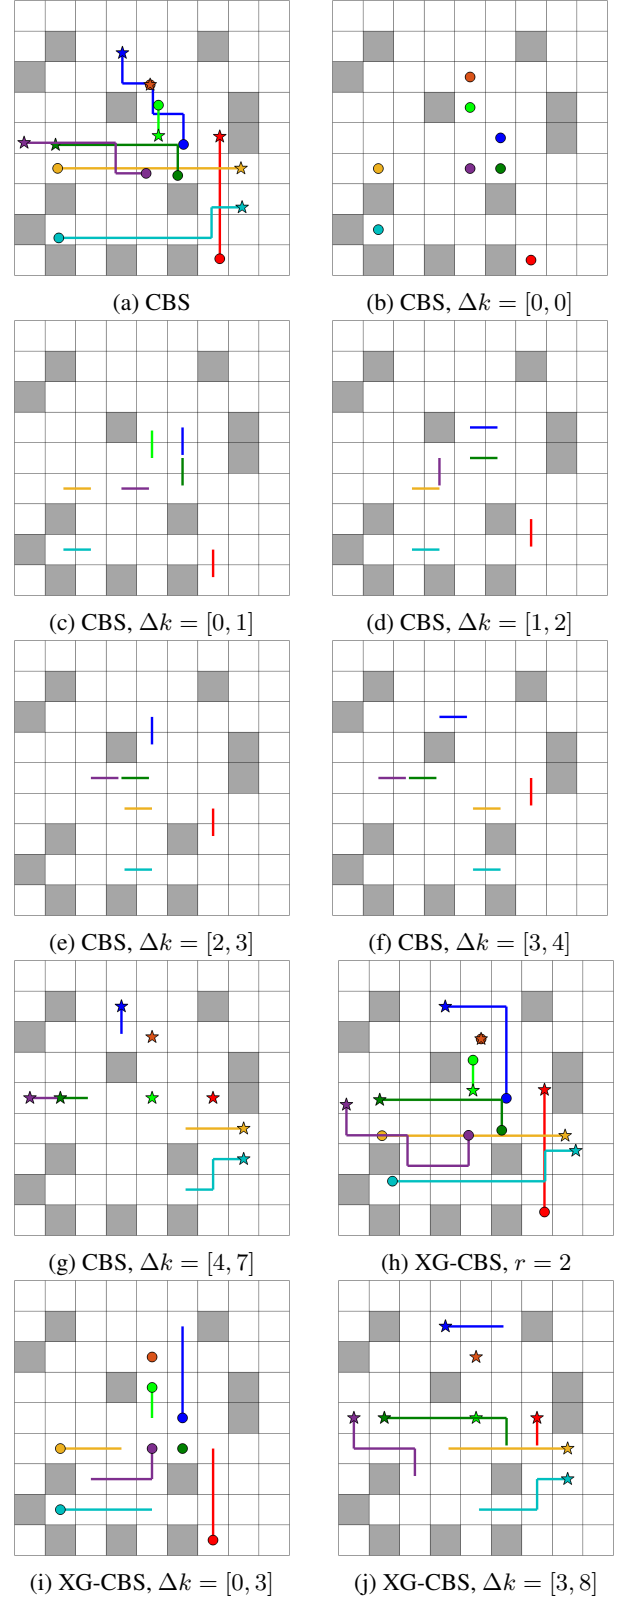 (a) CBS
(b) CBS, Δk = [0, 0]
(c) CBS, Δk = [0, 1]
(d) CBS, Δk = [1, 2]
(e) CBS, Δk = [2, 3]
(f) CBS, Δk = [3, 4]
(g) CBS, Δk = [4, 7]
(h) XG-CBS, r = 2
(i) XG-CBS, Δk = [0, 3]
(j) XG-CBS, Δk = [3, 8]